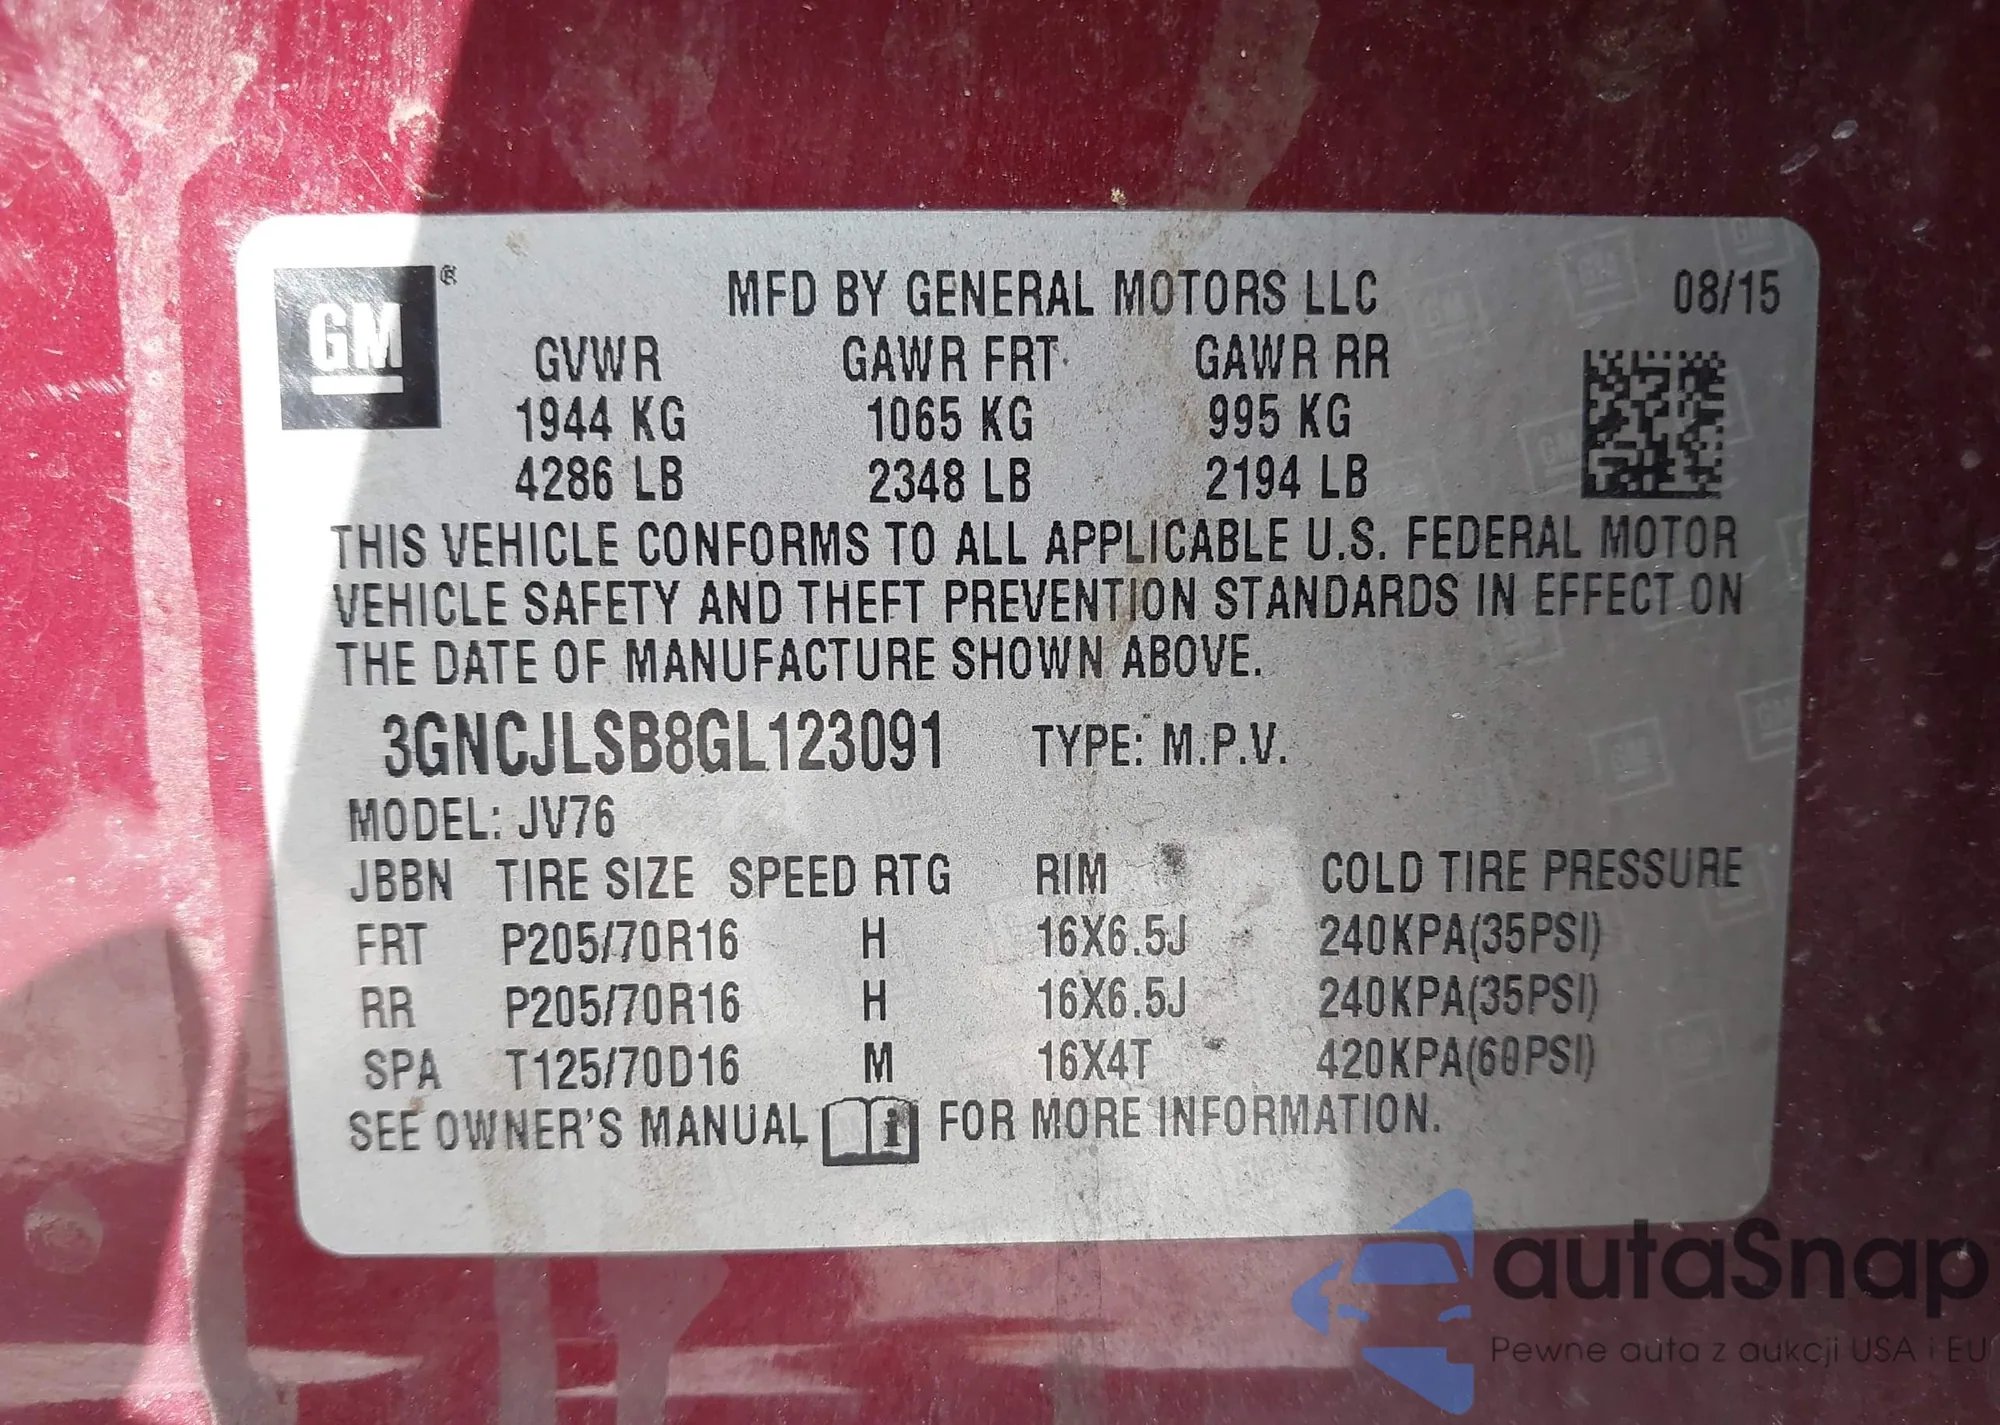 GM ® MFD BY GENERAL MOTORS LLC 08/15
GVWR GAWR FRT GAWR RR
1944 KG 1065 KG 995 KG
4286 LB 2348 LB 2194 LB
THIS VEHICLE CONFORMS TO ALL APPLICABLE U.S. FEDERAL MOTOR
VEHICLE SAFETY AND THEFT PREVENTION STANDARDS IN EFFECT ON
THE DATE OF MANUFACTURE SHOWN ABOVE.
3GNCJLSB8GL123091 TYPE: M.P.V.
MODEL: JV76
JBBN TIRE SIZE SPEED RTG RIM COLD TIRE PRESSURE
FRT P205/70R16 H 16X6.5J 240KPA(35PSI)
RR P205/70R16 H 16X6.5J 240KPA(35PSI)
SPA T125/70D16 M 16X4T 420KPA(60PSI)
SEE OWNER'S MANUAL i FOR MORE INFORMATION.
autaSnap
Pewne auta z aukcji USA i EU